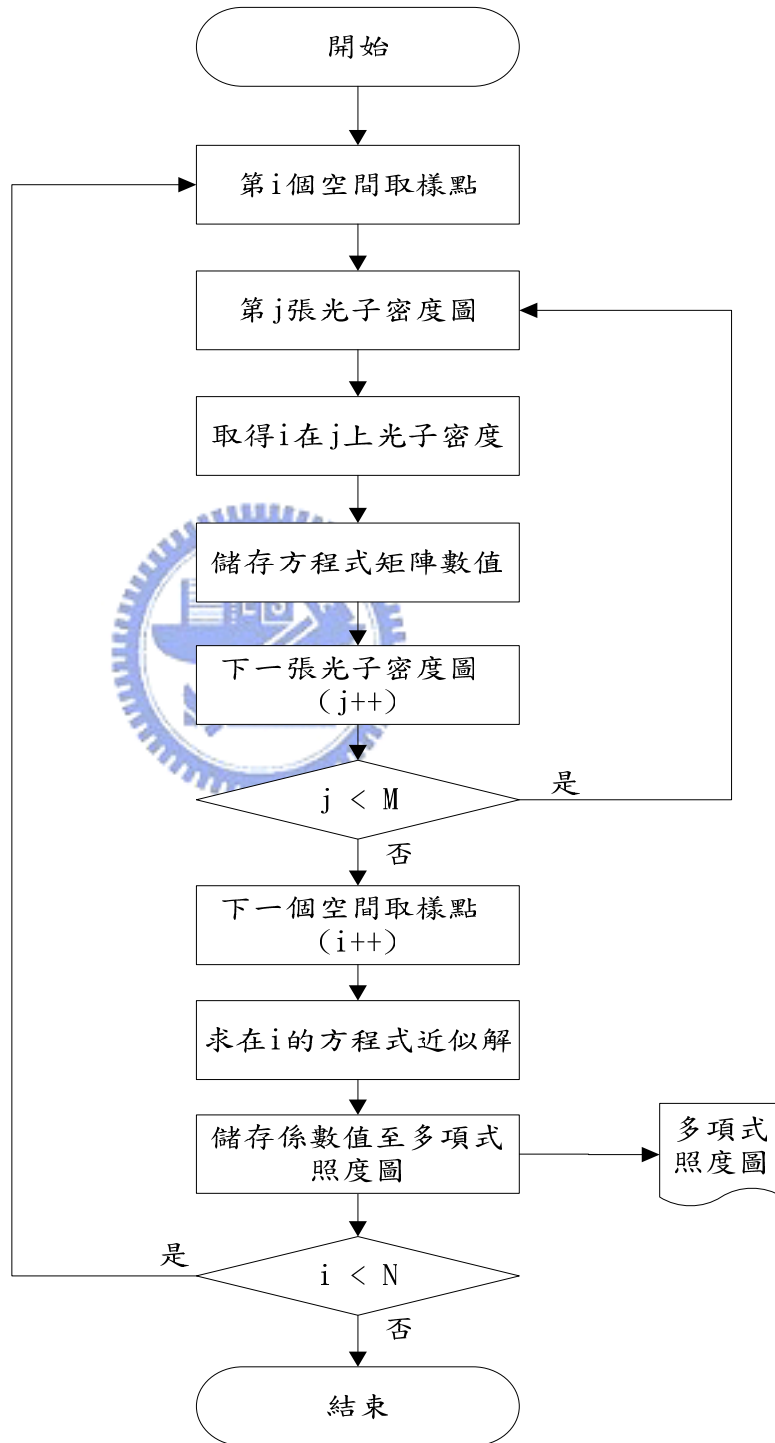 開始
第i個空間取樣點
第j張光子密度圖
取得i在j上光子密度
儲存方程式矩陣數值
下一張光子密度圖
(j++)
j < M
是
否
下一個空間取樣點
(i++)
求在i的方程式近似解
儲存係數值至多項式
照度圖
多項式
照度圖
是
i < N
否
結束